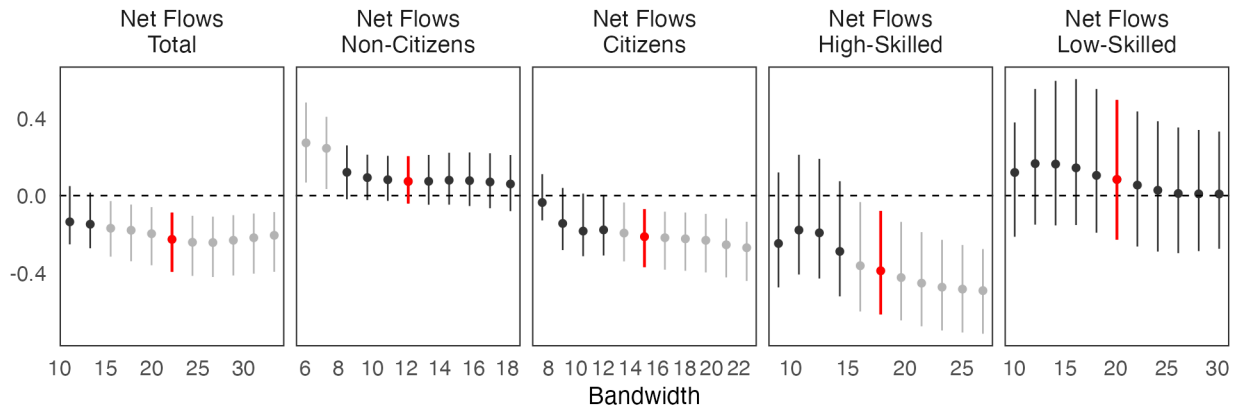 Net Flows
Total
Net Flows
Non-Citizens
Net Flows
Citizens
Net Flows
High-Skilled
Net Flows
Low-Skilled
0.4
0.0
-0.4
10 15 20 25 30
6 8 10 12 14 16 18
8 10 12 14 16 18 20 22
10 15 20 25
10 15 20 25 30
Bandwidth